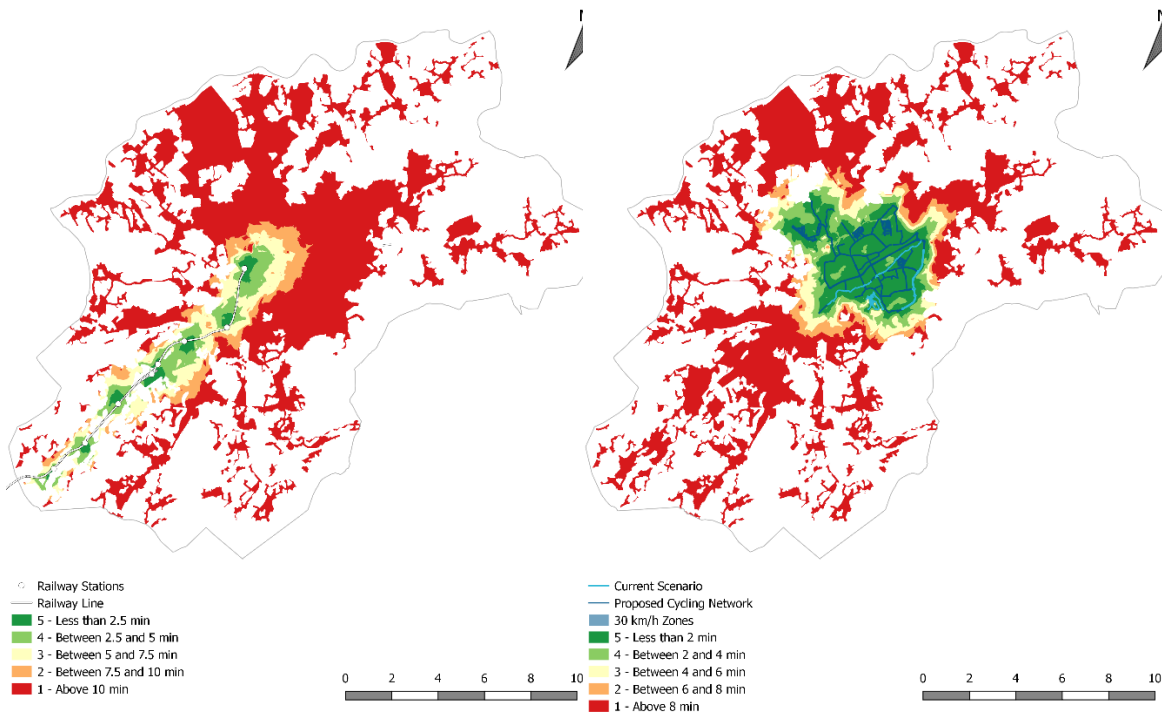 N
N
Railway Stations
Railway Line
5 - Less than 2.5 min
4 - Between 2.5 and 5 min
3 - Between 5 and 7.5 min
2 - Between 7.5 and 10 min
1 - Above 10 min
0 2 4 6 8 10
Current Scenario
Proposed Cycling Network
30 km/h Zones
5 - Less than 2 min
4 - Between 2 and 4 min
3 - Between 4 and 6 min
2 - Between 6 and 8 min
1 - Above 8 min
0 2 4 6 8 10